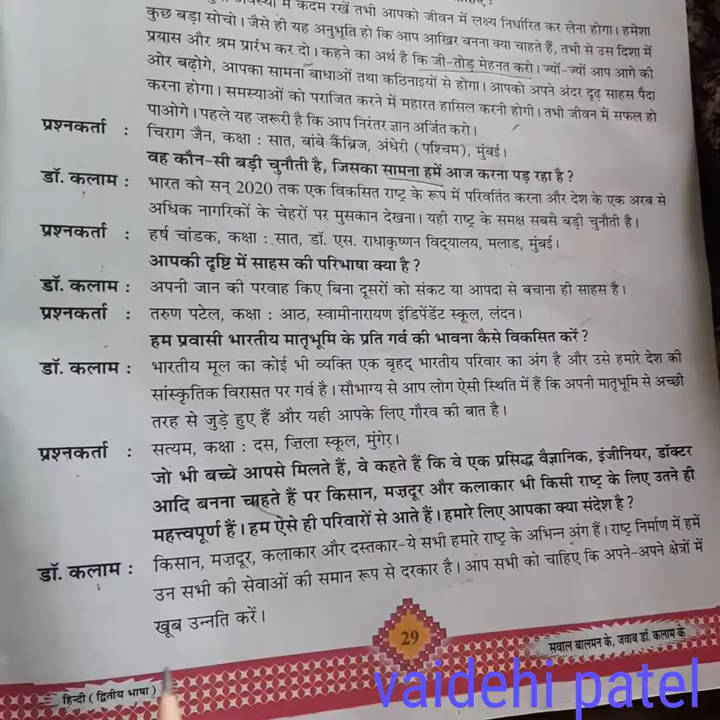 अवस्था में कदम रखें तभी आपको जीवन में लक्ष्य निर्धारित कर लेना होगा। हमेशा
कुछ बड़ा सोचो। जैसे ही यह अनुभूति हो कि आप आखिर बनना क्या चाहते हैं, तभी से उस दिशा में
प्रयास और श्रम प्रारंभ कर दो। कहने का अर्थ है कि जी-तोड़ मेहनत करो। ज्यों-ज्यों आप आगे की
ओर बढ़ोगे, आपका सामना बाधाओं तथा कठिनाइयों से होगा। आपको अपने अंदर दृढ़ साहस पैदा
करना होगा। समस्याओं को पराजित करने में महारत हासिल करनी होगी। तभी जीवन में सफल हो
पाओगे। पहले यह ज़रूरी है कि आप निरंतर ज्ञान अर्जित करो।
प्रश्नकर्ता : चिराग जैन, कक्षा : सात, बांबे कैंब्रिज, अंधेरी (पश्चिम), मुंबई।
वह कौन-सी बड़ी चुनौती है, जिसका सामना हमें आज करना पड़ रहा है ?
डॉ. कलाम : भारत को सन् 2020 तक एक विकसित राष्ट्र के रूप में परिवर्तित करना और देश के एक अरब से
अधिक नागरिकों के चेहरों पर मुसकान देखना। यही राष्ट्र के समक्ष सबसे बड़ी चुनौती है।
प्रश्नकर्ता : हर्ष चांडक, कक्षा : सात, डॉ. एस. राधाकृष्णन विद्यालय, मलाड, मुंबई।
आपकी दृष्टि में साहस की परिभाषा क्या है ?
डॉ. कलाम : अपनी जान की परवाह किए बिना दूसरों को संकट या आपदा से बचाना ही साहस है।
प्रश्नकर्ता : तरुण पटेल, कक्षा : आठ, स्वामीनारायण इंडिपेंडेंट स्कूल, लंदन।
हम प्रवासी भारतीय मातृभूमि के प्रति गर्व की भावना कैसे विकसित करें ?
डॉ. कलाम : भारतीय मूल का कोई भी व्यक्ति एक बृहद् भारतीय परिवार का अंग है और उसे हमारे देश की
सांस्कृतिक विरासत पर गर्व है। सौभाग्य से आप लोग ऐसी स्थिति में हैं कि अपनी मातृभूमि से अच्छी
तरह से जुड़े हुए हैं और यही आपके लिए गौरव की बात है।
प्रश्नकर्ता : सत्यम, कक्षा : दस, ज़िला स्कूल, मुंगेर।
जो भी बच्चे आपसे मिलते हैं, वे कहते हैं कि वे एक प्रसिद्ध वैज्ञानिक, इंजीनियर, डॉक्टर
आदि बनना चाहते हैं पर किसान, मज़दूर और कलाकार भी किसी राष्ट्र के लिए उतने ही
महत्त्वपूर्ण हैं। हम ऐसे ही परिवारों से आते हैं। हमारे लिए आपका क्या संदेश है ?
डॉ. कलाम : किसान, मज़दूर, कलाकार और दस्तकार-ये सभी हमारे राष्ट्र के अभिन्न अंग हैं। राष्ट्र निर्माण में हमें
उन सभी की सेवाओं की समान रूप से दरकार है। आप सभी को चाहिए कि अपने-अपने क्षेत्रों में
खूब उन्नति करें।
29
सवाल बालमन के, जवाब डॉ. कलाम के
हिन्दी (द्वितीय भाषा)
vaidehi patel